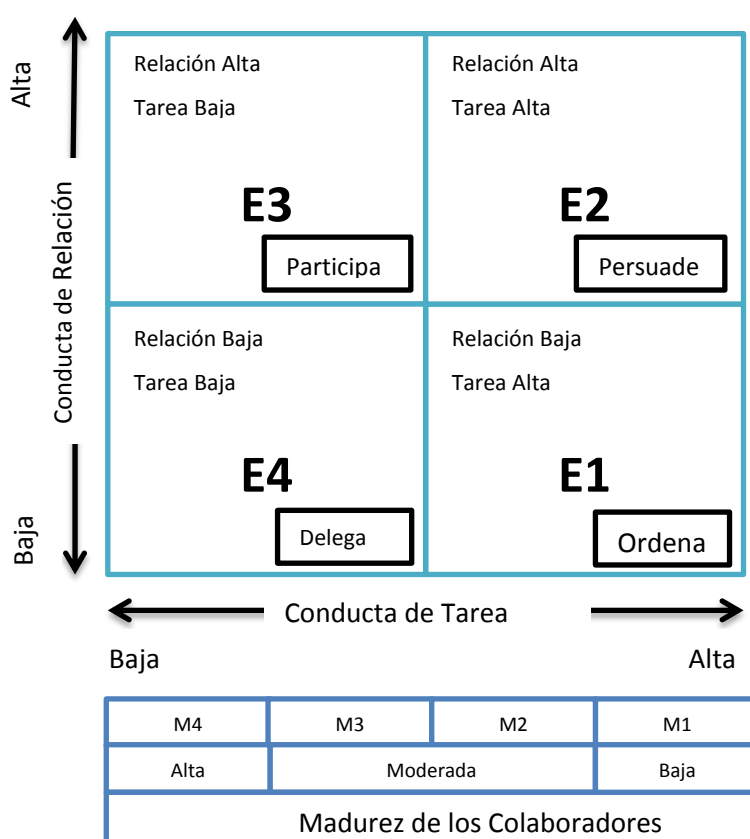 Alta
Conducta de Relación
Baja
Relación Alta
Tarea Baja
E3
Participa
Relación Alta
Tarea Alta
E2
Persuade
Relación Baja
Tarea Baja
E4
Delega
Relación Baja
Tarea Alta
E1
Ordena
Conducta de Tarea
Baja Alta
M4 M3 M2 M1
Alta Moderada Baja
Madurez de los Colaboradores